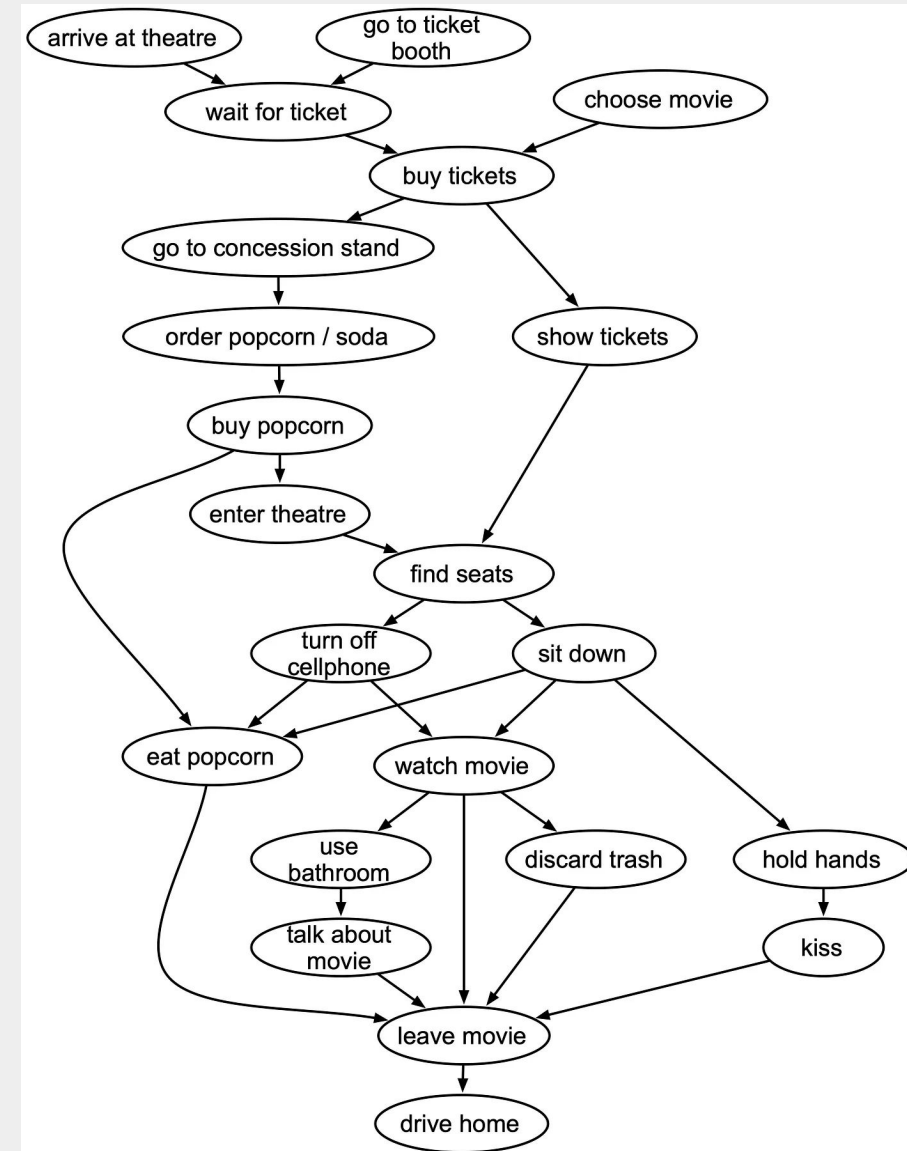 arrive at theatre
go to ticket
booth
wait for ticket
choose movie
buy tickets
go to concession stand
order popcorn / soda
show tickets
buy popcorn
enter theatre
find seats
turn off
cellphone
sit down
eat popcorn
watch movie
use
bathroom
discard trash
hold hands
talk about
movie
kiss
leave movie
drive home